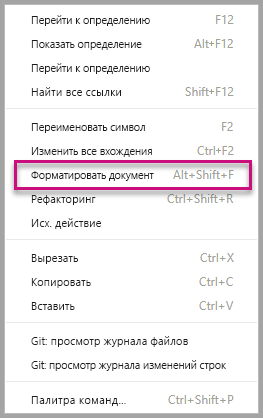 Перейти к определению F12
Показать определение Alt+F12
Перейти к определению
Найти все ссылки Shift+F12
Переименовать символ F2
Изменить все вхождения Ctrl+F2
Форматировать документ Alt+Shift+F
Рефакторинг Ctrl+Shift+R
Исх. действие
Вырезать Ctrl+X
Копировать Ctrl+C
Вставить Ctrl+V
Git: просмотр журнала файлов
Git: просмотр журнала изменений строк
Палитра команд... Ctrl+Shift+P